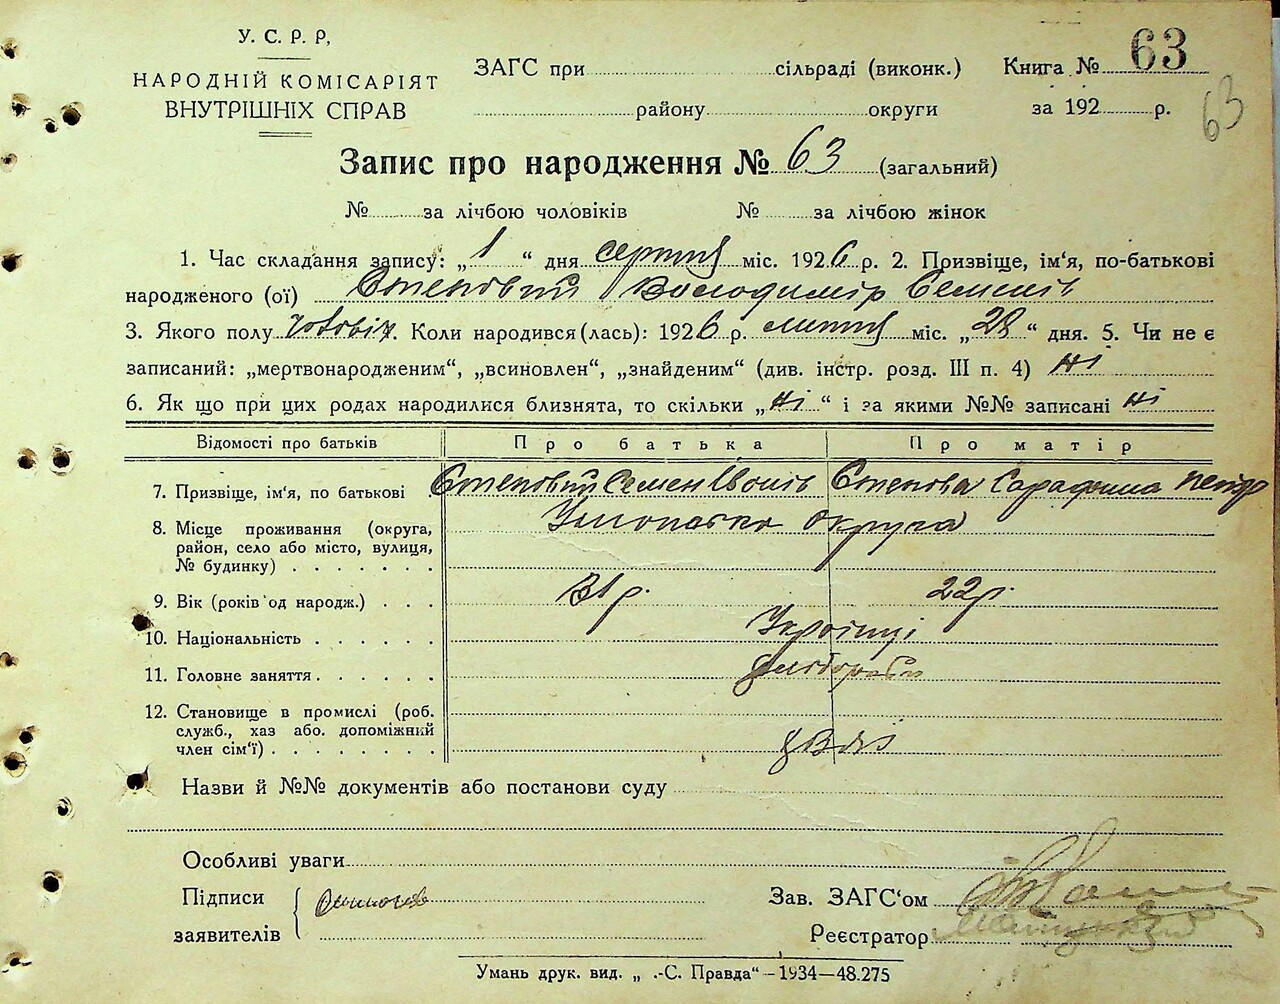 У. С. Р. Р,
НАРОДНІЙ КОМІСАРІЯТ
ВНУТРІШНІХ СПРАВ
ЗАГС при сільраді (виконк.) Книга № 63
району округи за 192 р.
63
Запис про народження № 63 (загальний)
№ за лічбою чоловіків № за лічбою жінок
1. Час складання запису: „1“ дня серпня міс. 1926 р. 2. Призвіще, ім'я, по-батькові
народженого (ої) Степовий Володимір Семенів
3. Якого полу чоловіч. Коли народився (лась): 1926 р. липня міс. „28“ дня. 5. Чи не є
записаний: „мертвонародженим“, „всиновлен“, „знайденим“ (див. інстр. розд. III п. 4) ні
6. Як що при цих родах народилися близнята, то скільки „ні“ і за якими №№ записані ні
Відомості про батьків Про батька Про матір
7. Призвіще, ім'я, по батькові Степовий Семен Степова
8. Місце проживання (округа,
район, село або місто, вулиця,
№ будинку) . . . . . . .
округа
9. Вік (років од народж.) . . . 31 р. 22 р.
10. Національність . . . . . . Українці
11. Головне заняття . . . . . .
12. Становище в промислі (роб.
служб., хаз або. допоміжний
член сім'ї) . . . . . . . .
Назви й №№ документів або постанови суду
Особливі уваги
Підписи
заявителів
Зав. ЗАГС'ом
Реєстратор
Умань друк. вид. „ .-С. Правда“ – 1934—48.275